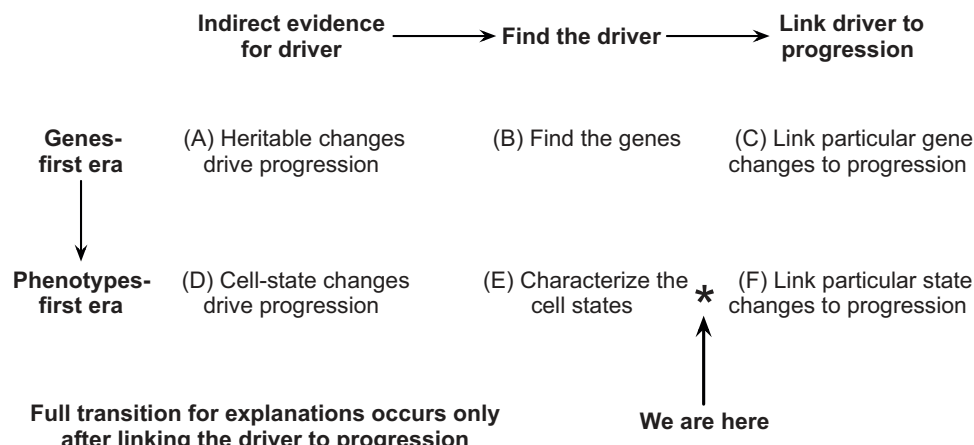 Indirect evidence
for driver
Find the driver
Link driver to
progression
Genes-
first era
(A) Heritable changes
drive progression
(B) Find the genes
(C) Link particular gene
changes to progression
Phenotypes-
first era
(D) Cell-state changes
drive progression
(E) Characterize the
cell states
*
(F) Link particular state
changes to progression
Full transition for explanations occurs only
after linking the driver to progression
We are here